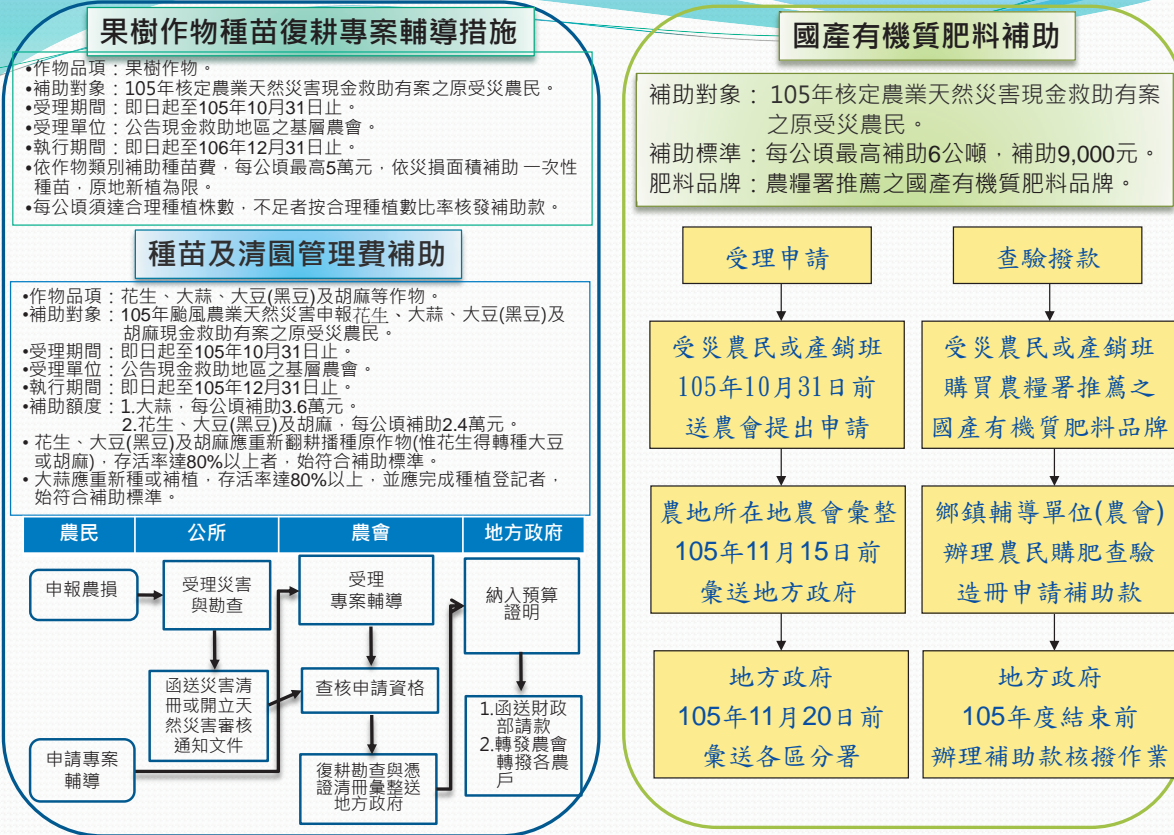 果樹作物種苗復耕專案輔導措施
•作物品項：果樹作物。
•補助對象：105年核定農業天然災害現金救助有案之原受災農民。
•受理期間：即日起至105年10月31日止。
•受理單位：公告現金救助地區之基層農會。
•執行期間：即日起至106年12月31日止。
•依作物類別補助種苗費，每公頃最高5萬元，依災損面積補助 一次性
種苗，原地新植為限。
•每公頃須達合理種植株數，不足者按合理種植數比率核發補助款。
種苗及清園管理費補助
•作物品項：花生、大蒜、大豆(黑豆)及胡麻等作物。
•補助對象：105年颱風農業天然災害申報花生、大蒜、大豆(黑豆)及
胡麻現金救助有案之原受災農民。
•受理期間：即日起至105年10月31日止。
•受理單位：公告現金救助地區之基層農會。
•執行期間：即日起至105年12月31日止。
•補助額度：1.大蒜，每公頃補助3.6萬元。
2.花生、大豆(黑豆)及胡麻，每公頃補助2.4萬元。
• 花生、大豆(黑豆)及胡麻應重新翻耕播種原作物(惟花生得轉種大豆
或胡麻)，存活率達80%以上者，始符合補助標準。
• 大蒜應重新種或補植，存活率達80%以上，並應完成種植登記者，
始符合補助標準。
農民
公所
農會
地方政府
申報農損
受理災害
與勘查
受理
專案輔導
納入預算
證明
函送災害清
冊或開立天
然災害審核
通知文件
查核申請資格
1.函送財政
部請款
2.轉發農會
轉撥各農
戶
申請專案
輔導
復耕勘查與憑
證清冊彙整送
地方政府
國產有機質肥料補助
補助對象： 105年核定農業天然災害現金救助有案
之原受災農民。
補助標準：每公頃最高補助6公噸，補助9,000元。
肥料品牌：農糧署推薦之國產有機質肥料品牌。
受理申請
受災農民或產銷班
105年10月31日前
送農會提出申請
農地所在地農會彙整
105年11月15日前
彙送地方政府
地方政府
105年11月20日前
彙送各區分署
查驗撥款
受災農民或產銷班
購買農糧署推薦之
國產有機質肥料品牌
鄉鎮輔導單位(農會)
辦理農民購肥查驗
造冊申請補助款
地方政府
105年度結束前
辦理補助款核撥作業